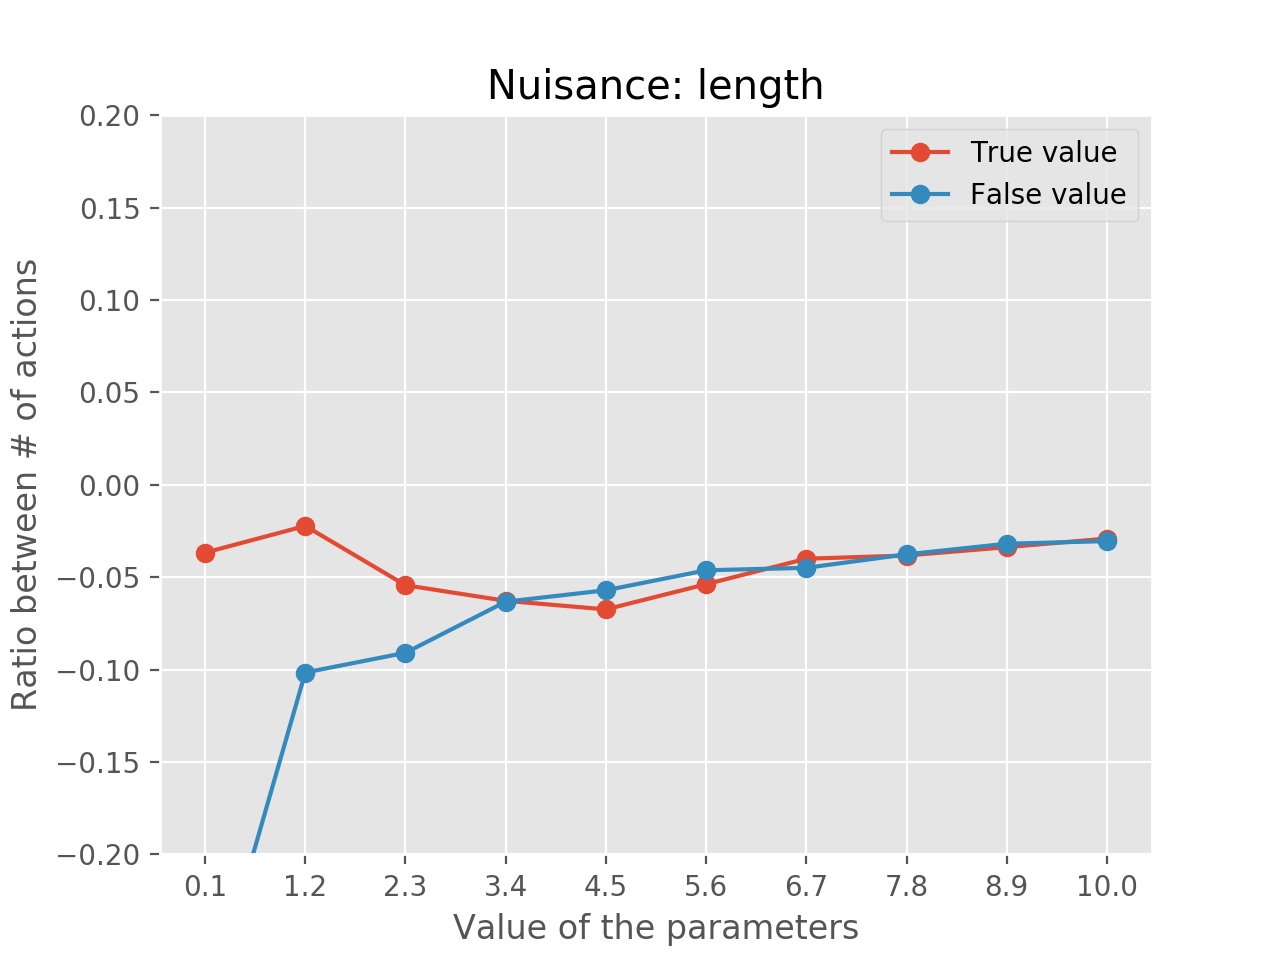 Nuisance: length
True value
False value
Ratio between # of actions
0.20
0.15
0.10
0.05
0.00
−0.05
−0.10
−0.15
−0.20
0.1 1.2 2.3 3.4 4.5 5.6 6.7 7.8 8.9 10.0
Value of the parameters